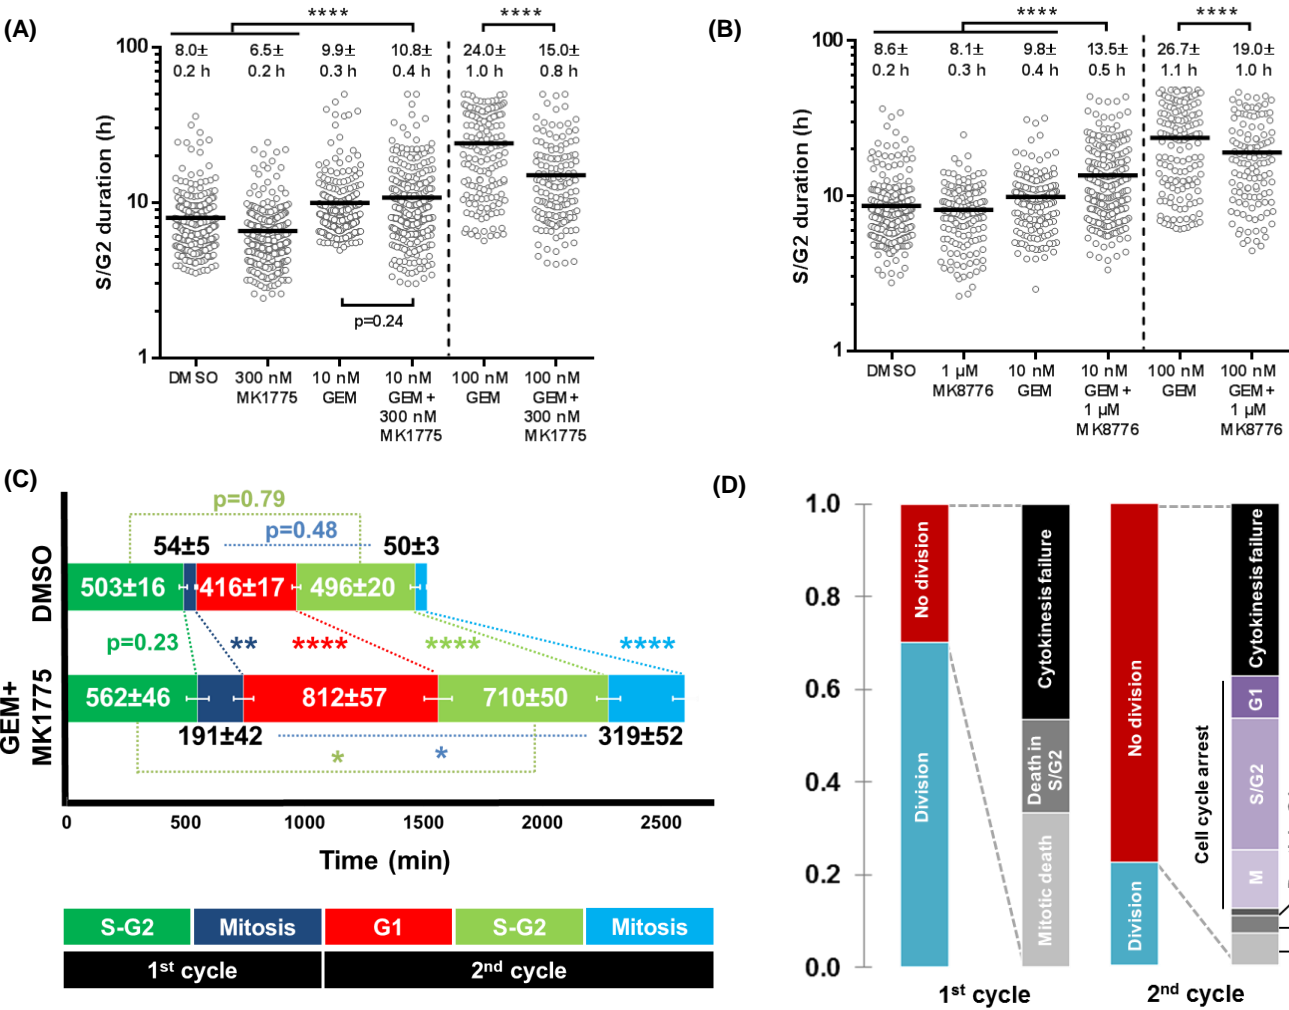 (A)
**** ****
8.0± 6.5± 9.9± 10.8± 24.0± 15.0±
0.2 h 0.2 h 0.3 h 0.4 h 1.0 h 0.8 h
S/G2 duration (h)
100
10
1
p=0.24
DMSO
300 nM
MK1775
10 nM
GEM
10 nM
GEM +
300 nM
MK1775
100 nM
GEM
100 nM
GEM +
300 nM
MK1775
(B)
**** ****
8.6± 8.1± 9.8± 13.5± 26.7± 19.0±
0.2 h 0.3 h 0.4 h 0.5 h 1.1 h 1.0 h
S/G2 duration (h)
100
10
1
DMSO
1 µM
MK8776
10 nM
GEM
10 nM
GEM +
1 µM
MK8776
100 nM
GEM
100 nM
GEM +
1 µM
MK8776
(C)
p=0.79
p=0.48
54±5 50±3
DMSO
503±16 416±17 496±20
p=0.23 ** **** **** ****
GEM+
MK1775
562±46 812±57 710±50
191±42 319±52
* *
0 500 1000 1500 2000 2500
Time (min)
S-G2 Mitosis G1 S-G2 Mitosis
1st cycle 2nd cycle
(D)
1.0
0.8
0.6
0.4
0.2
0.0
No division
Division
Cytokinesis failure
Death in
S/G2
Mitotic death
No division
Division
Cell cycle arrest
Cytokinesis failure
G1
S/G2
M
1st cycle 2nd cycle